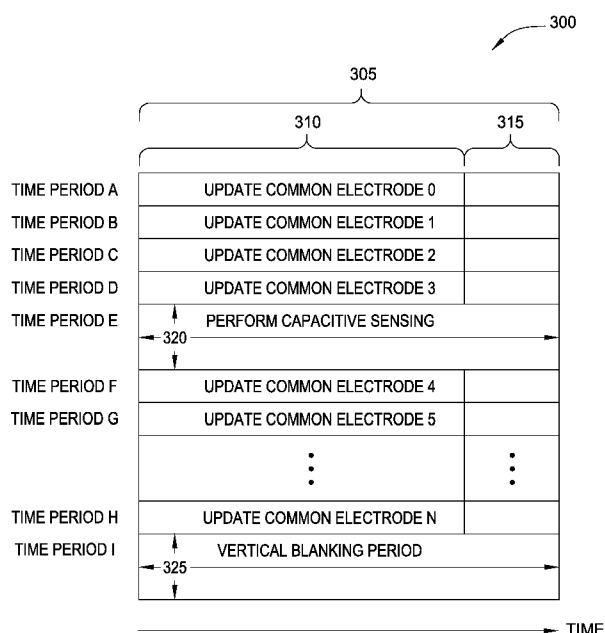 300
305
310 315
TIME PERIOD A UPDATE COMMON ELECTRODE 0
TIME PERIOD B UPDATE COMMON ELECTRODE 1
TIME PERIOD C UPDATE COMMON ELECTRODE 2
TIME PERIOD D UPDATE COMMON ELECTRODE 3
TIME PERIOD E PERFORM CAPACITIVE SENSING
320
TIME PERIOD F UPDATE COMMON ELECTRODE 4
TIME PERIOD G UPDATE COMMON ELECTRODE 5
TIME PERIOD H UPDATE COMMON ELECTRODE N
TIME PERIOD I VERTICAL BLANKING PERIOD
325
TIME